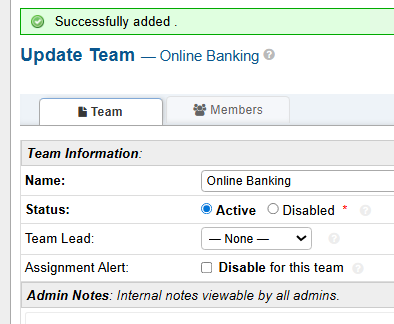 Successfully added .
Update Team — Online Banking
Team Members
Team Information:
Name: Online Banking
Status: Active Disabled *
Team Lead: — None —
Assignment Alert: Disable for this team
Admin Notes: Internal notes viewable by all admins.